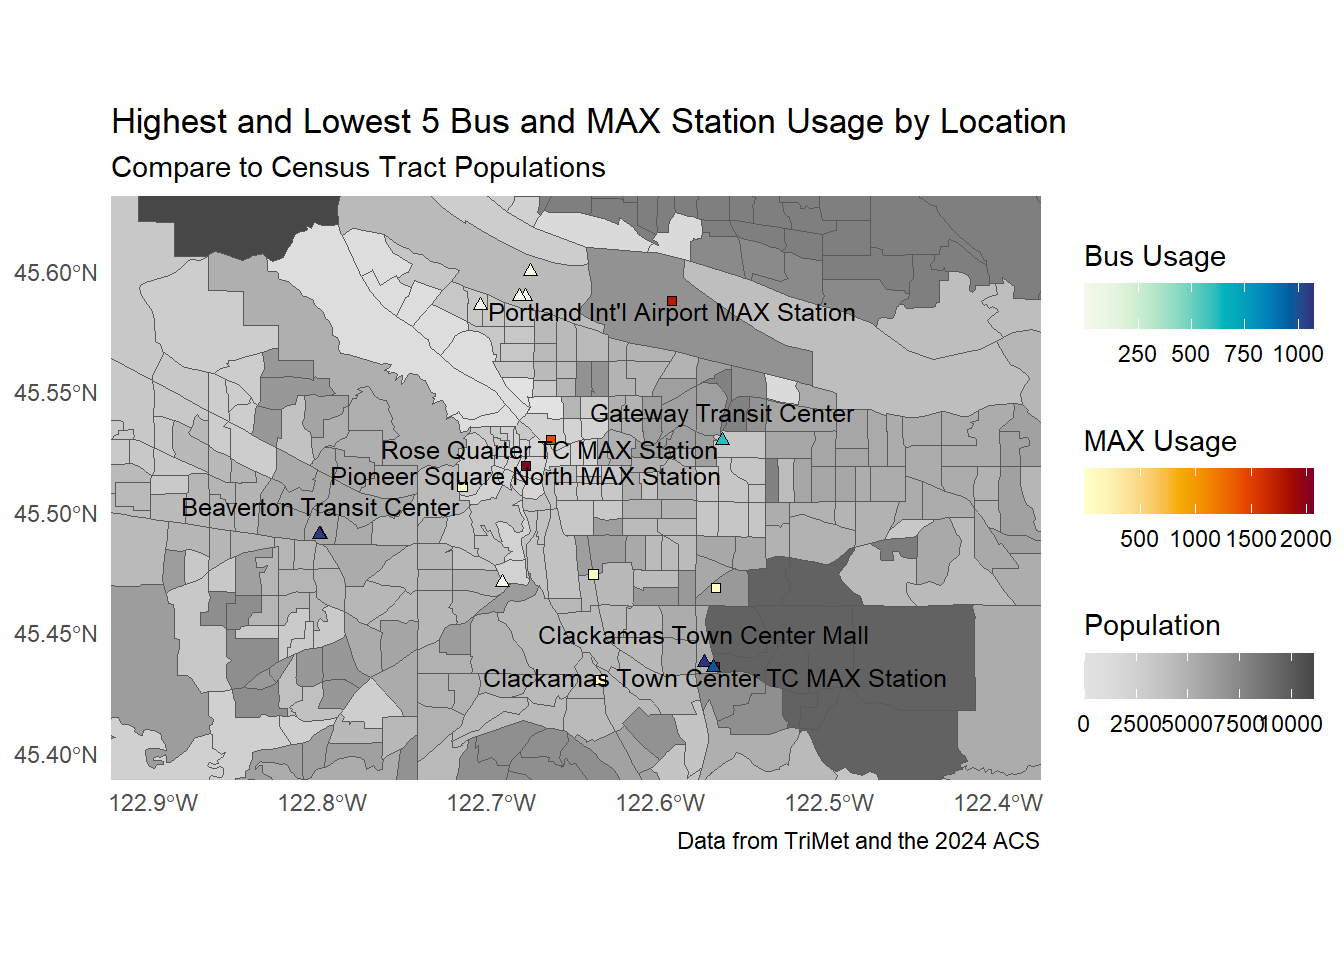 Highest and Lowest 5 Bus and MAX Station Usage by Location
Compare to Census Tract Populations
45.60°N
45.55°N
45.50°N
45.45°N
45.40°N
Portland Int'l Airport MAX Station
Gateway Transit Center
Rose Quarter TC MAX Station
Pioneer Square North MAX Station
Beaverton Transit Center
Clackamas Town Center Mall
Clackamas Town Center TC MAX Station
122.9°W 122.8°W 122.7°W 122.6°W 122.5°W 122.4°W
Data from TriMet and the 2024 ACS
Bus Usage
250 500 750 1000
MAX Usage
500 1000 1500 2000
Population
0 2500 5000 7500 10000